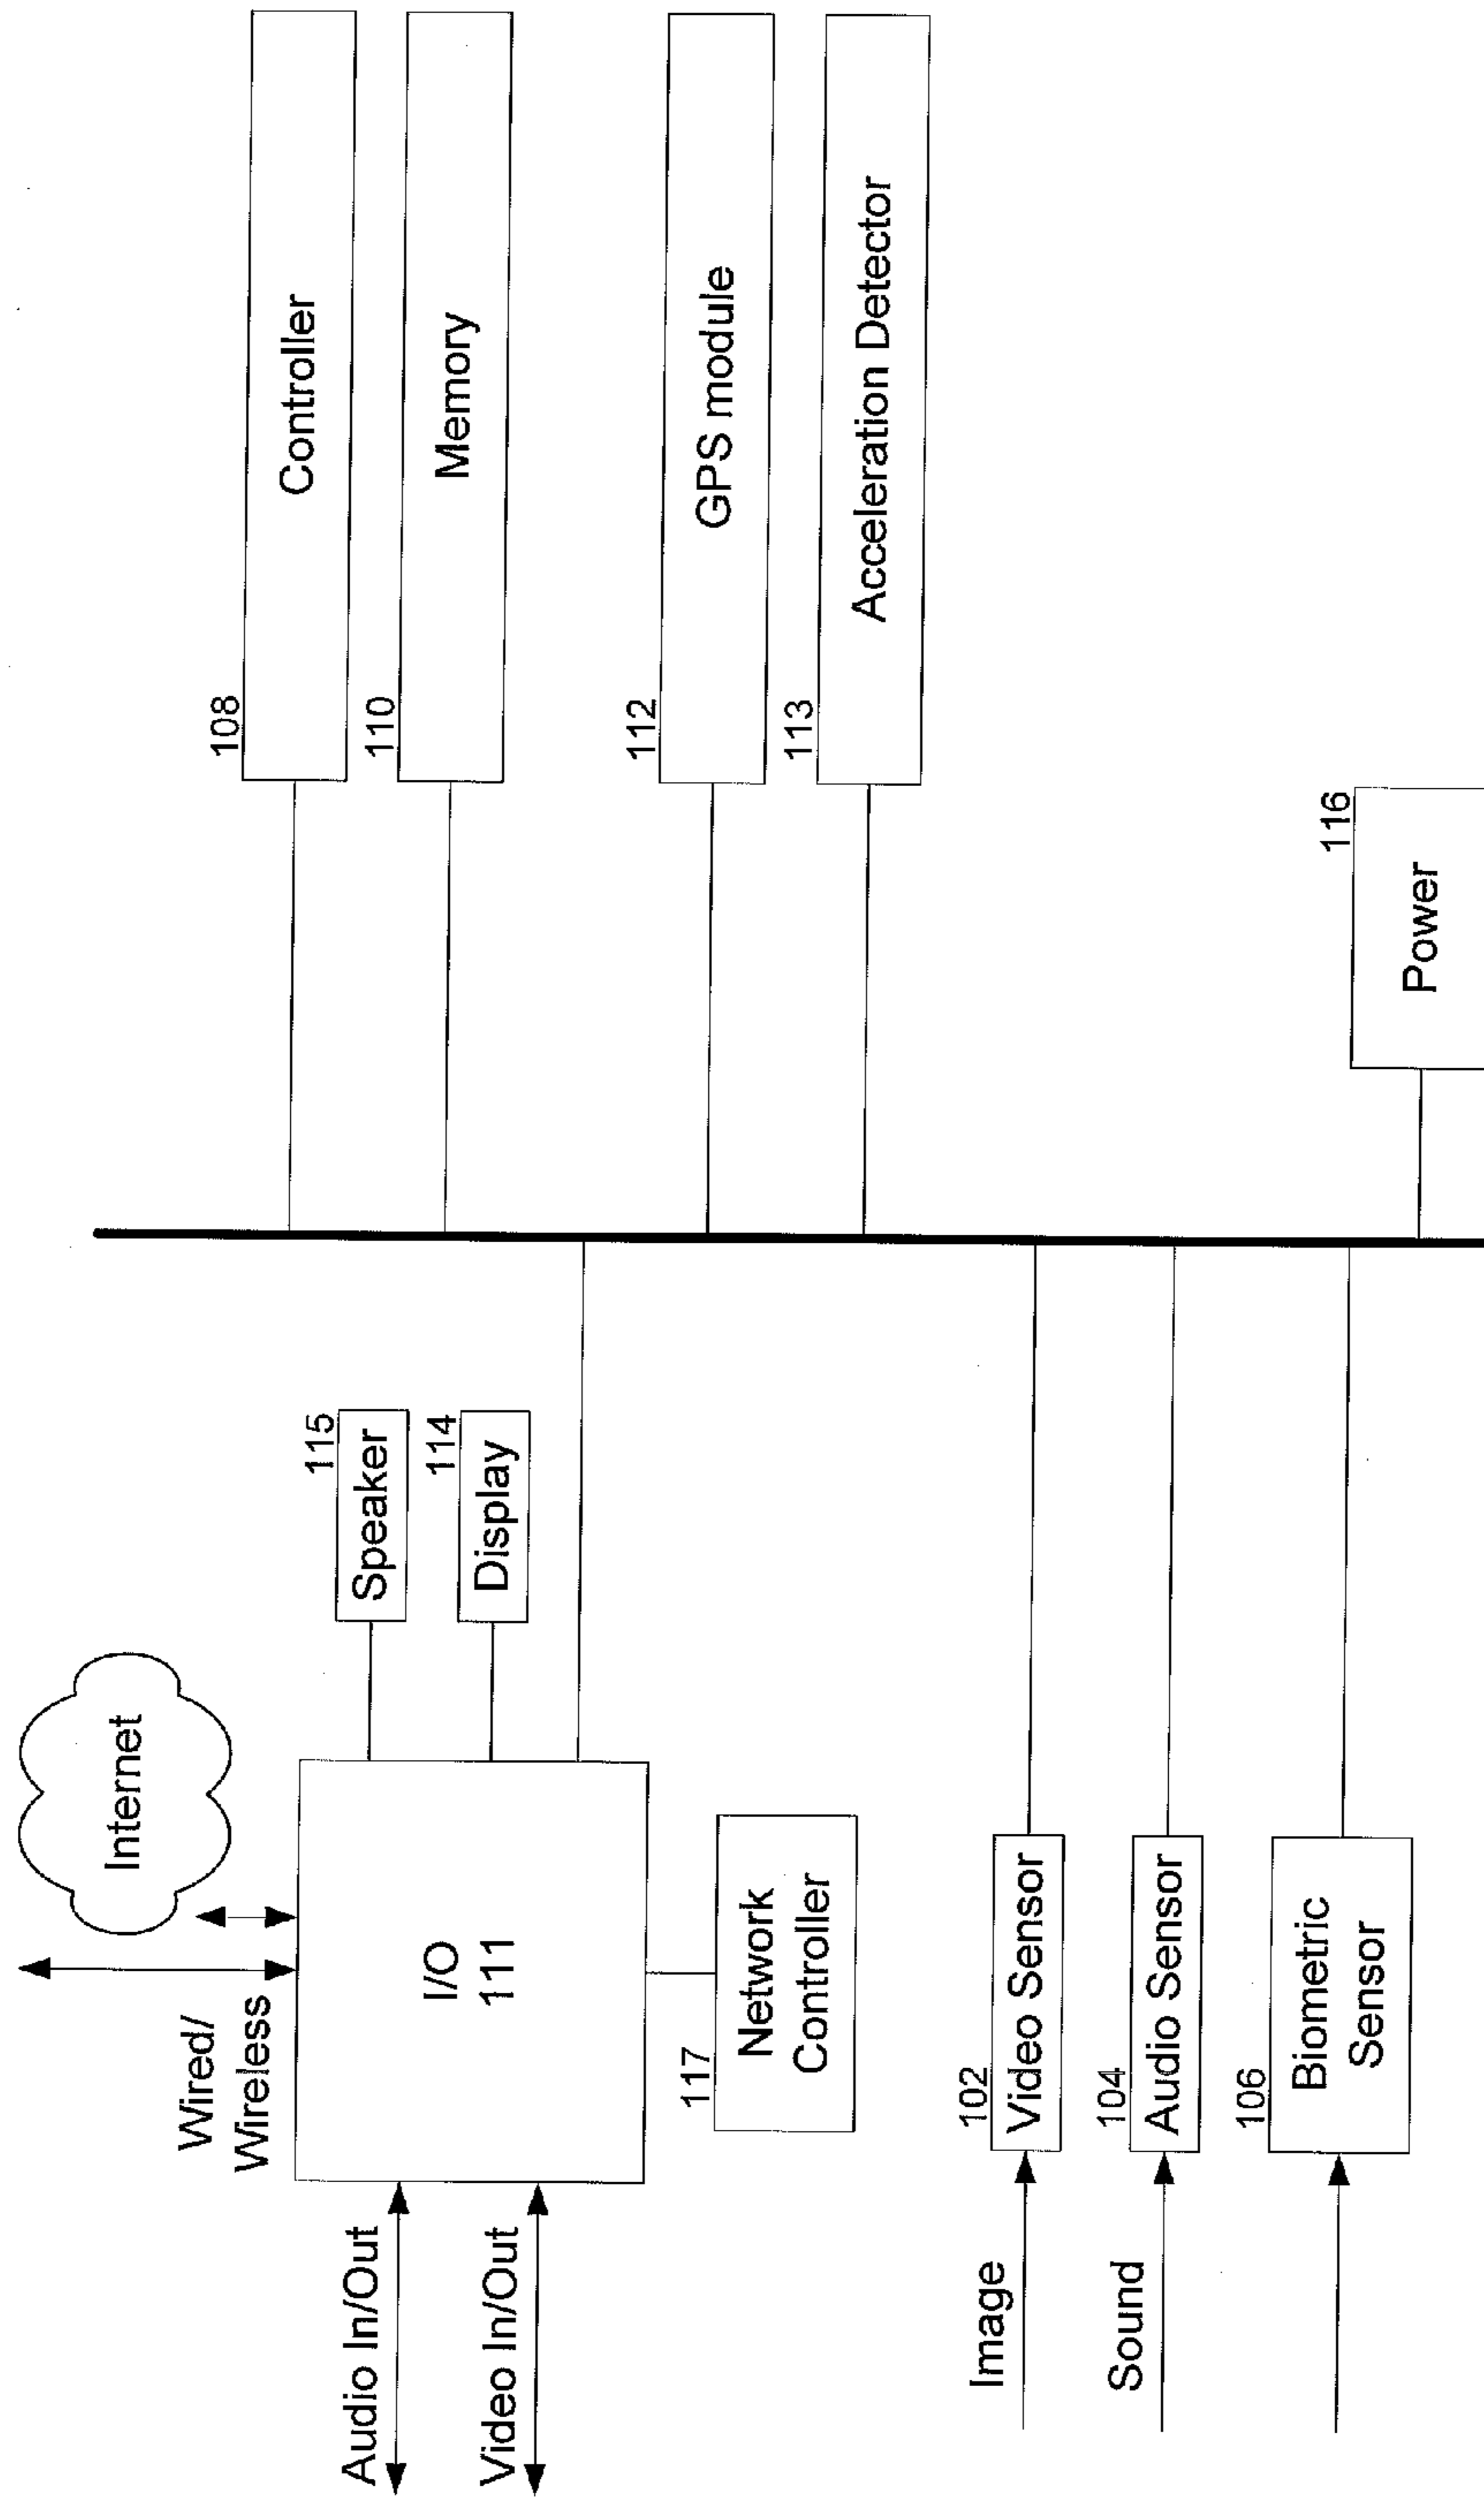 Internet
Wired/
Wireless
Audio In/Out
Video In/Out
I/O
111
115
Speaker
114
Display
117
Network
Controller
108
Controller
110
Memory
112
GPS module
113
Acceleration Detector
Image
102
Video Sensor
Sound
104
Audio Sensor
106
Biometric
Sensor
116
Power